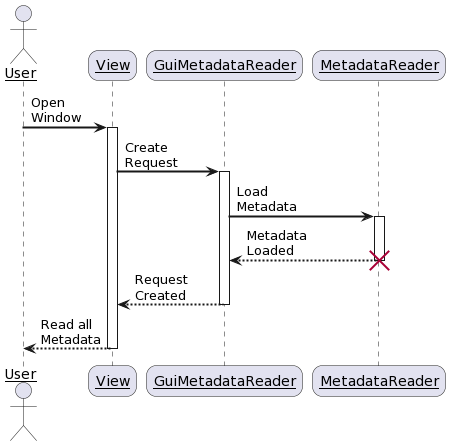 User
View
GuiMetadataReader
MetadataReader
Open
Window
Create
Request
Load
Metadata
Metadata
Loaded
Request
Created
Read all
Metadata
User
View
GuiMetadataReader
MetadataReader